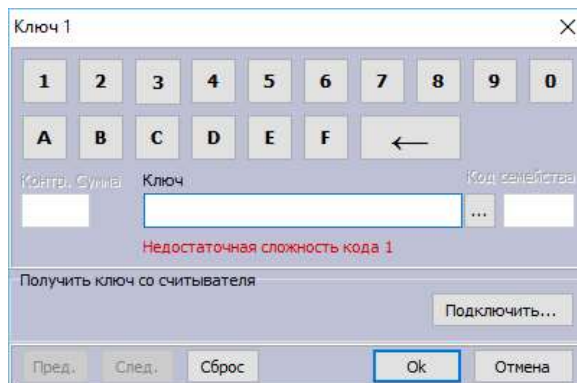 Ключ 1
1 2 3 4 5 6 7 8 9 0
A B C D E F ←
Контр. Сумма Ключ Код семейства
...
Недостаточная сложность кода 1
Получить ключ со считывателя
Подключить...
Пред. След. Сброс Ok Отмена